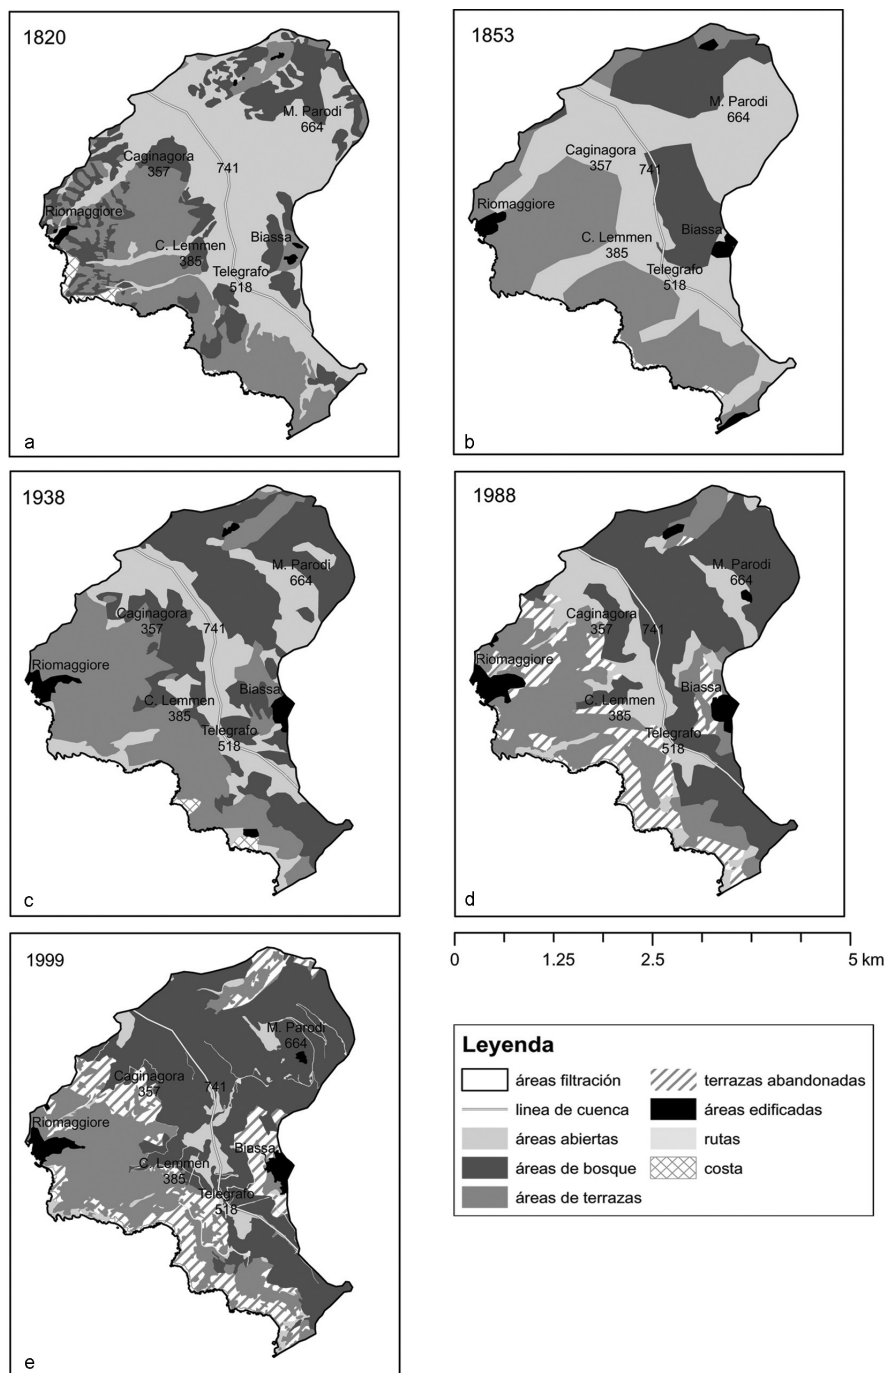 1820
M. Parodi
664
Caginagora
357
741
Riomaggiore
C. Lemmen
385
Biassa
Telegrafo
518
a
1853
M. Parodi
664
Caginagora
357
741
Riomaggiore
C. Lemmen
385
Biassa
Telegrafo
518
b
1938
M. Parodi
664
Caginagora
357
741
Riomaggiore
C. Lemmen
385
Biassa
Telegrafo
518
c
1988
M. Parodi
664
Caginagora
357
741
Riomaggiore
C. Lemmen
385
Biassa
Telegrafo
518
d
1999
M. Parodi
664
Caginagora
357
741
Riomaggiore
C. Lemmen
385
Biassa
Telegrafo
518
e
0 1.25 2.5 5 km
Leyenda
áreas filtración
linea de cuenca
áreas abiertas
áreas de bosque
áreas de terrazas
terrazas abandonadas
áreas edificadas
rutas
costa